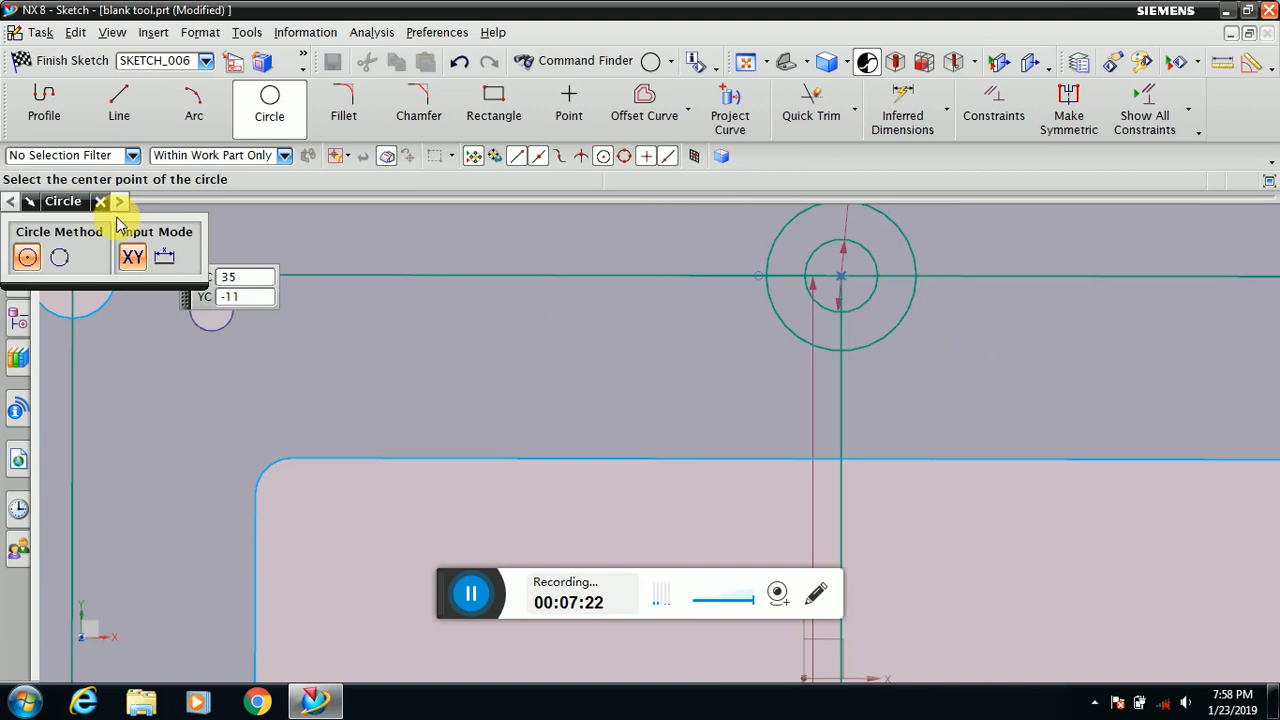 NX 8 - Sketch - [blank tool.prt (Modified) ]
SIEMENS
Task Edit View Insert Format Tools Information Analysis Preferences Help
Finish Sketch SKETCH_006 Command Finder
Profile Line Arc Circle Fillet Chamfer Rectangle Point Offset Curve Project Curve Quick Trim Inferred Dimensions Constraints Make Symmetric Show All Constraints
No Selection Filter Within Work Part Only
Select the center point of the circle
Circle
Circle Method Input Mode
XY
C 35
YC -11
Recording...
00:07:22
Y
X
Z
X
7:58 PM
1/23/2019